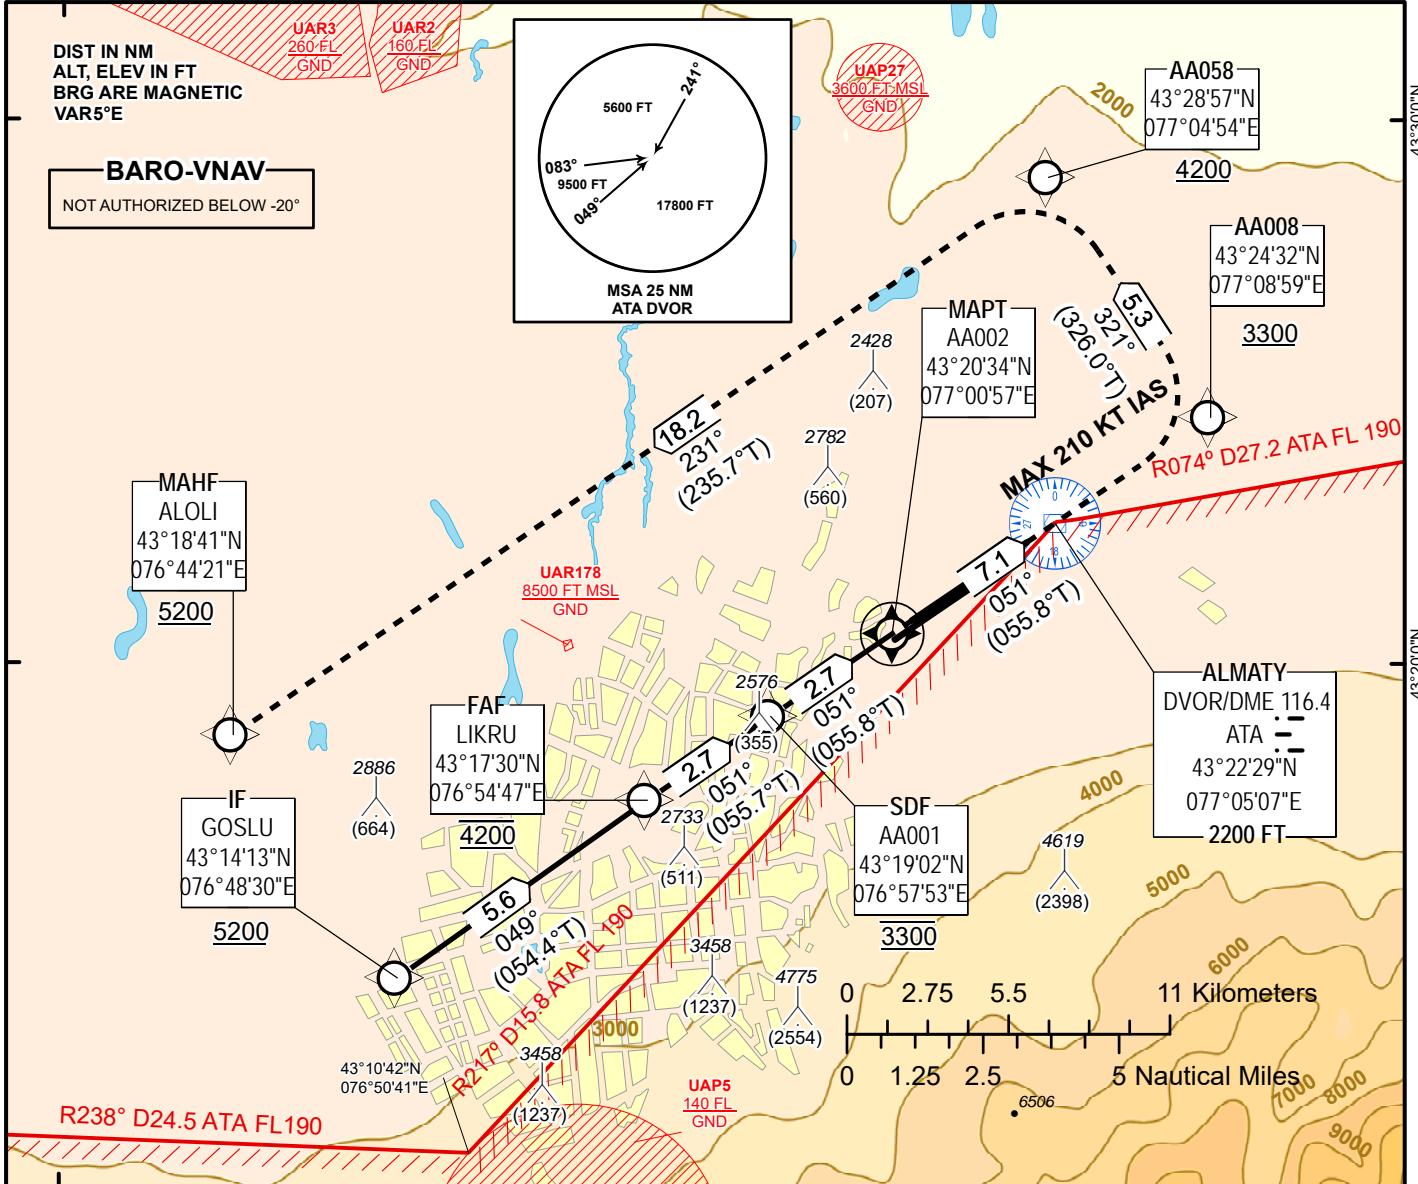 DIST IN NM
ALT, ELEV IN FT
BRG ARE MAGNETIC
VAR5°E
BARO-VNAV
NOT AUTHORIZED BELOW -20°
UAR3
260 FL
GND
UAR2
160 FL
GND
5600 FT
241°
083°
9500 FT
049°
17800 FT
MSA 25 NM
ATA DVOR
UAP27
3600 FT MSL
GND
2000
AA058
43°28'57"N
077°04'54"E
4200
43°30'0"N
AA008
43°24'32"N
077°08'59"E
3300
MAPT
AA002
43°20'34"N
077°00'57"E
5.3
321°
(326.0°T)
MAX 210 KT IAS
R074° D27.2 ATA FL 190
2428
(207)
2782
(560)
18.2
231°
(235.7°T)
MAHF
ALOLI
43°18'41"N
076°44'21"E
5200
UAR178
8500 FT MSL
GND
0
9
18
27
7.1
051°
(055.8°T)
43°20'0"N
ALMATY
DVOR/DME 116.4
ATA
43°22'29"N
077°05'07"E
2200 FT
2576
(355)
2.7
051°
(055.8°T)
FAF
LIKRU
43°17'30"N
076°54'47"E
4200
2.7
051°
(055.7°T)
2886
(664)
2733
(511)
IF
GOSLU
43°14'13"N
076°48'30"E
5200
SDF
AA001
43°19'02"N
076°57'53"E
3300
4000
4619
(2398)
5000
5.6
049°
(054.4°T)
3458
(1237)
4775
(2554)
6000
0 2.75 5.5 11 Kilometers
0 1.25 2.5 5 Nautical Miles
R217° D15.8 ATA FL 190
3000
3458
(1237)
43°10'42"N
076°50'41"E
R238° D24.5 ATA FL190
UAP5
140 FL
GND
6506
7000
8000
9000